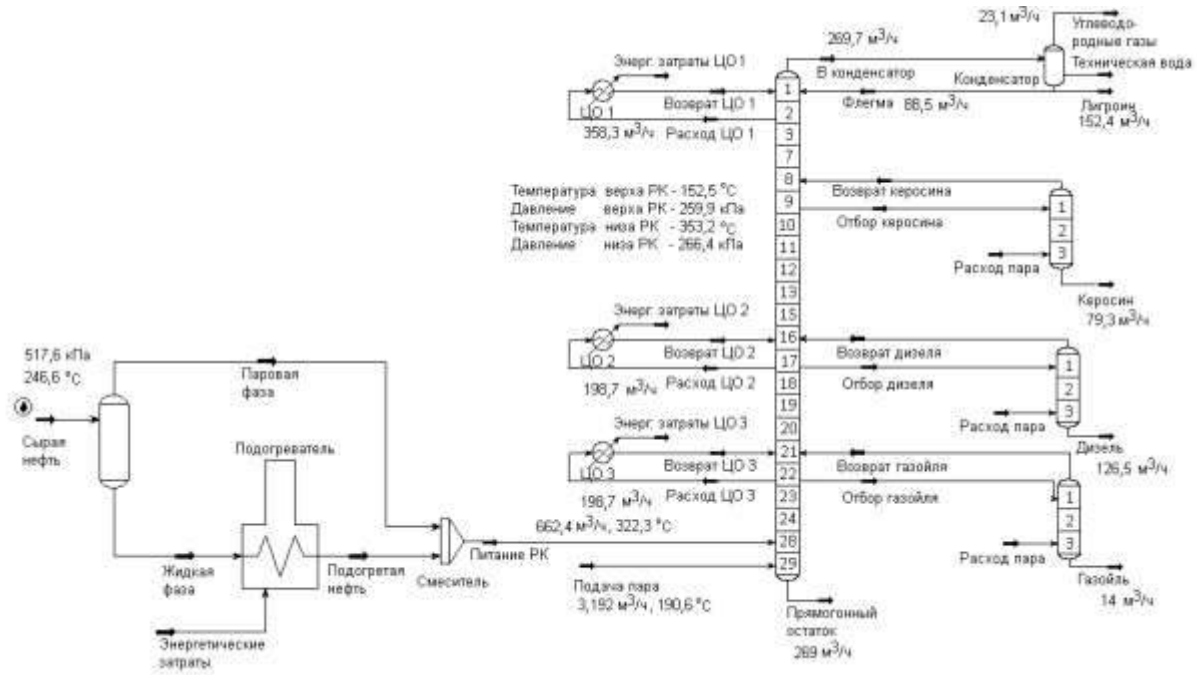 23,1 м³/ч
Углеводо-
родные газы
Техническая вода
269,7 м³/ч
В конденсатор
Конденсатор
Флегма
88,5 м³/ч
Лигроин
152,4 м³/ч
Энерг. затраты ЦО 1
ЦО 1
Возврат ЦО 1
358,3 м³/ч
Расход ЦО 1
1
2
3
7
8
9
10
11
12
13
15
16
17
18
19
20
21
22
23
24
28
29
Температура верха РК - 152,5 °С
Давление верха РК - 259,9 кПа
Температура низа РК - 353,2 °С
Давление низа РК - 266,4 кПа
Возврат керосина
Отбор керосина
1
2
3
Расход пара
Керосин
79,3 м³/ч
Энерг. затраты ЦО 2
ЦО 2
Возврат ЦО 2
198,7 м³/ч
Расход ЦО 2
Возврат дизеля
Отбор дизеля
1
2
3
Расход пара
Дизель
126,5 м³/ч
Энерг. затраты ЦО 3
ЦО 3
Возврат ЦО 3
198,7 м³/ч
Расход ЦО 3
Возврат газойля
Отбор газойля
1
2
3
Расход пара
Газойль
14 м³/ч
517,6 кПа
246,6 °С
Сырая
нефть
Паровая
фаза
Подогреватель
Жидкая
фаза
Подогретая
нефть
Смеситель
662,4 м³/ч, 322,3 °С
Питание РК
Подача пара
3,192 м³/ч, 190,6 °С
Энергетические
затраты
Прямогонный
остаток
269 м³/ч